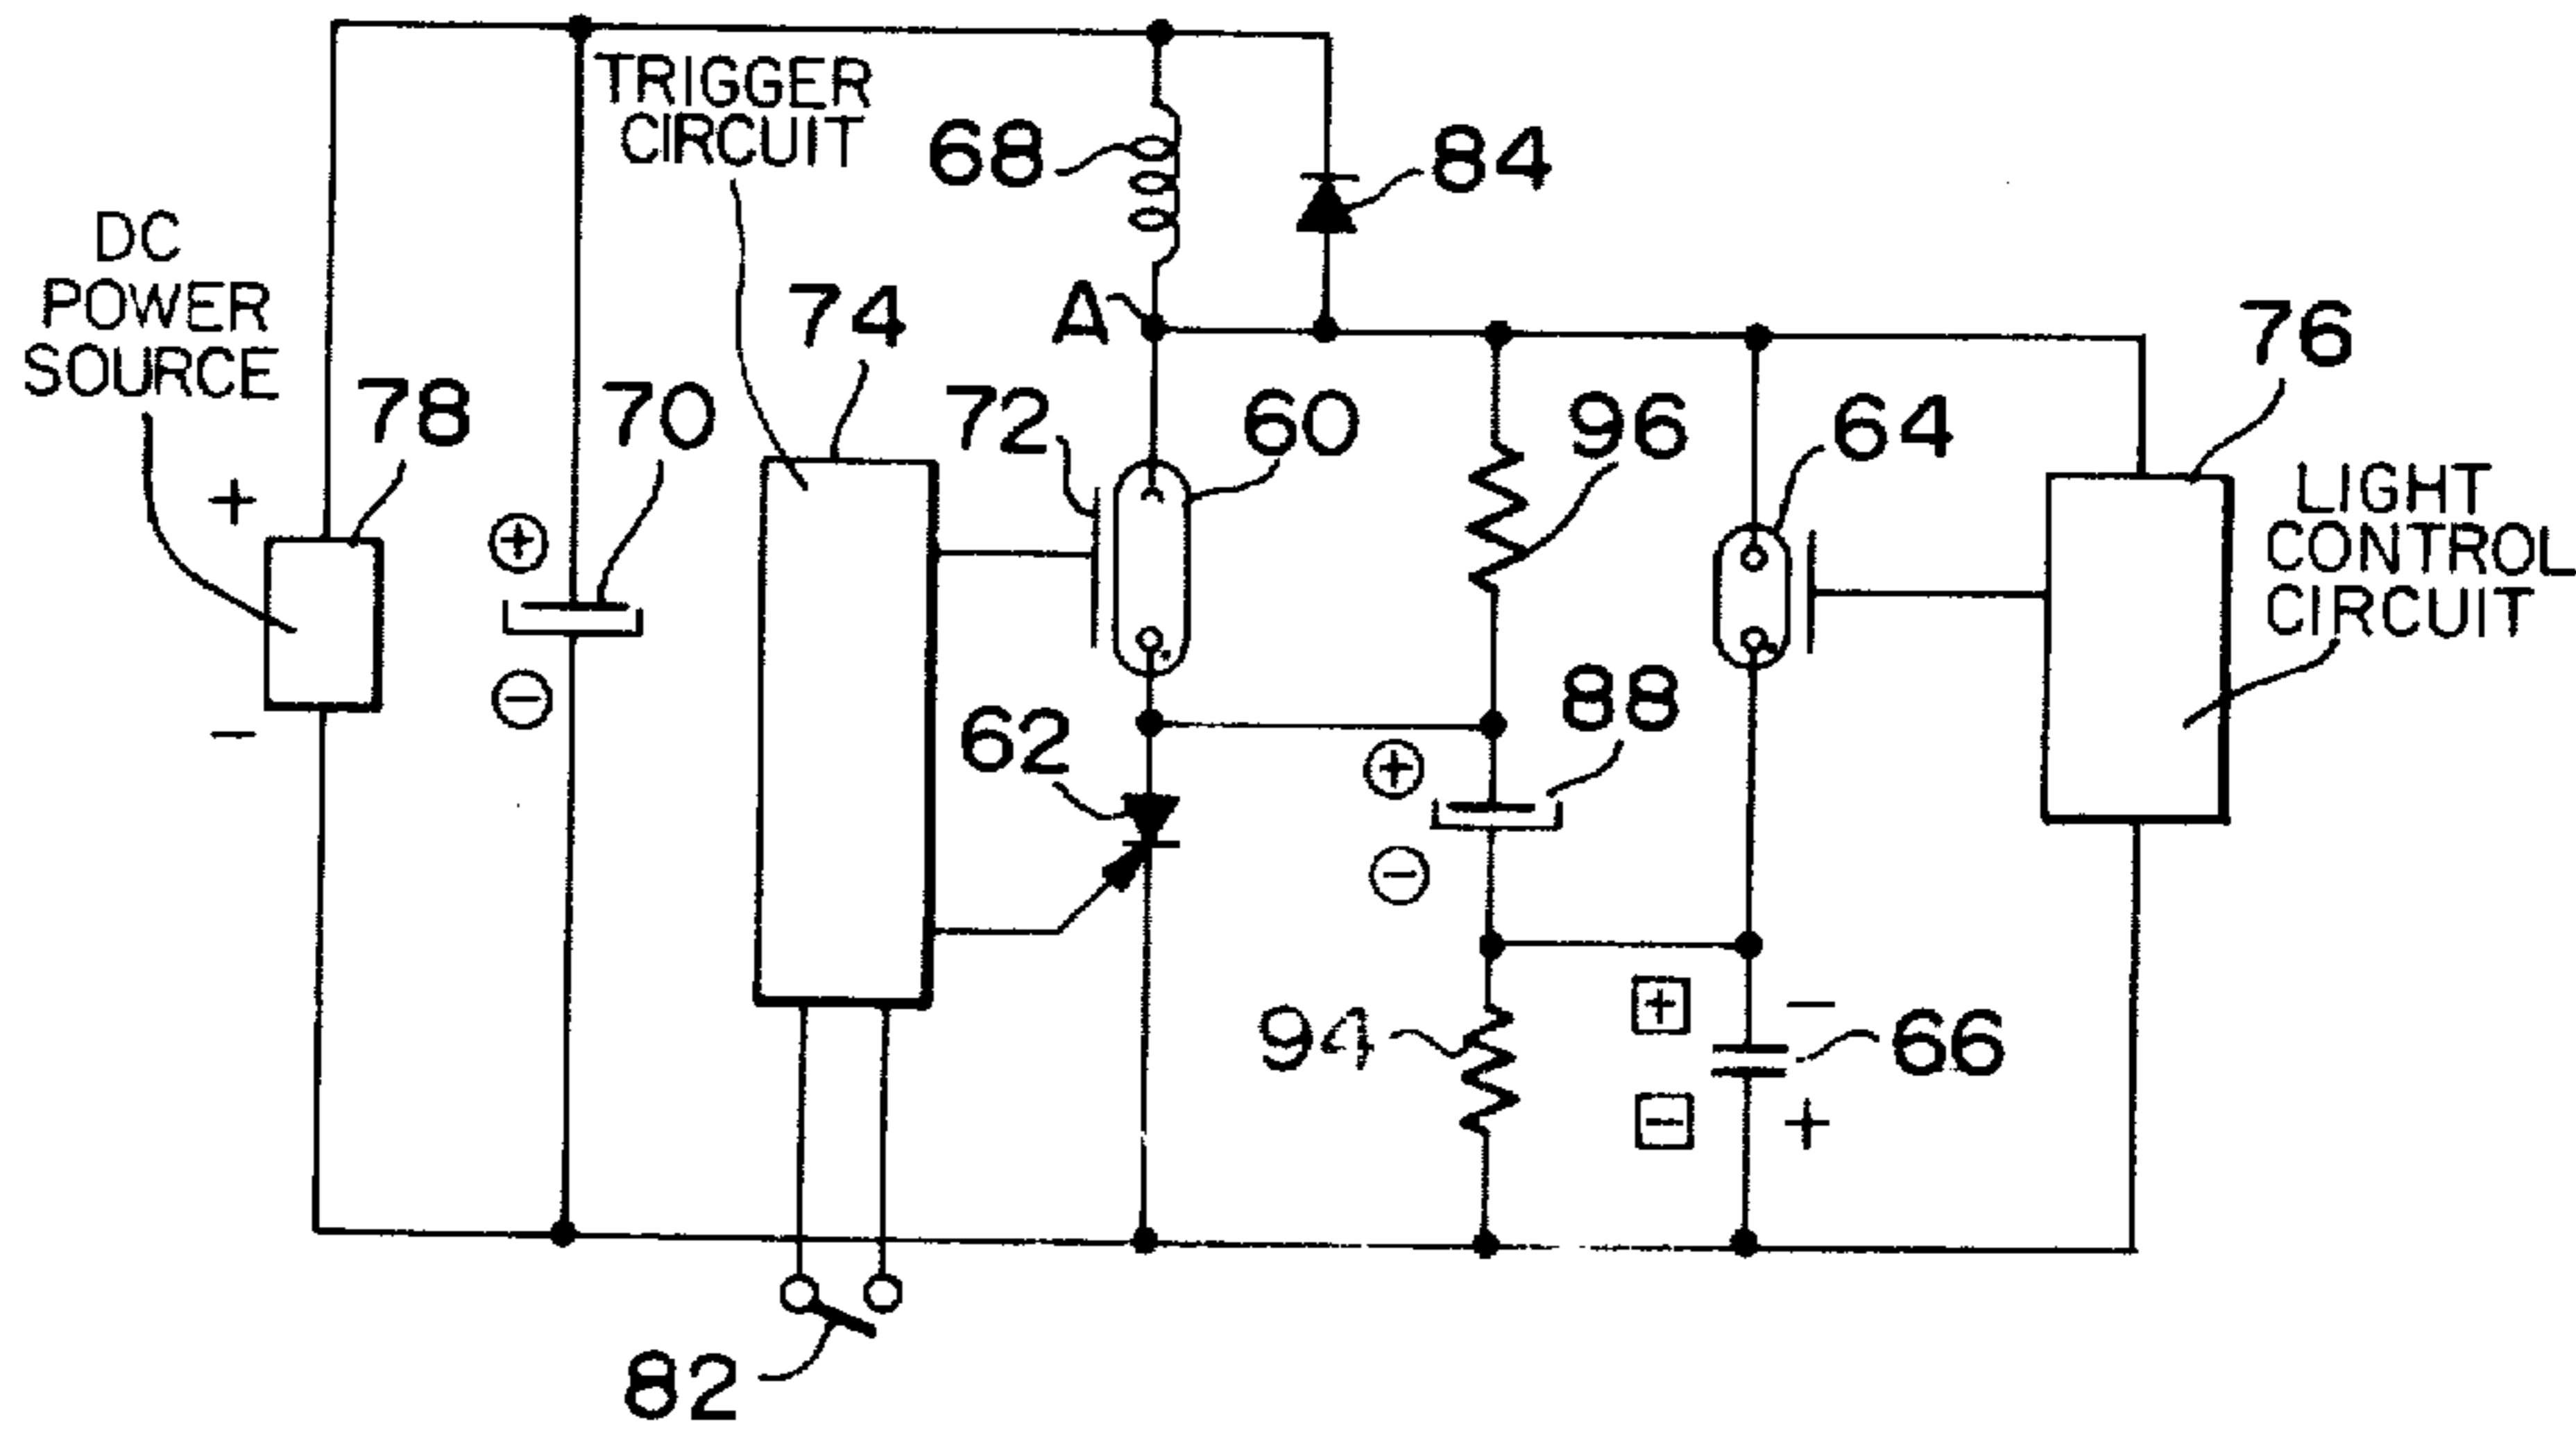 TRIGGER
CIRCUIT
68
84
DC
POWER
SOURCE
A
74
76
78
70
72
60
96
64
LIGHT
CONTROL
CIRCUIT
+
+
−
−
62
88
+
−
94
+
−
66
−
+
82